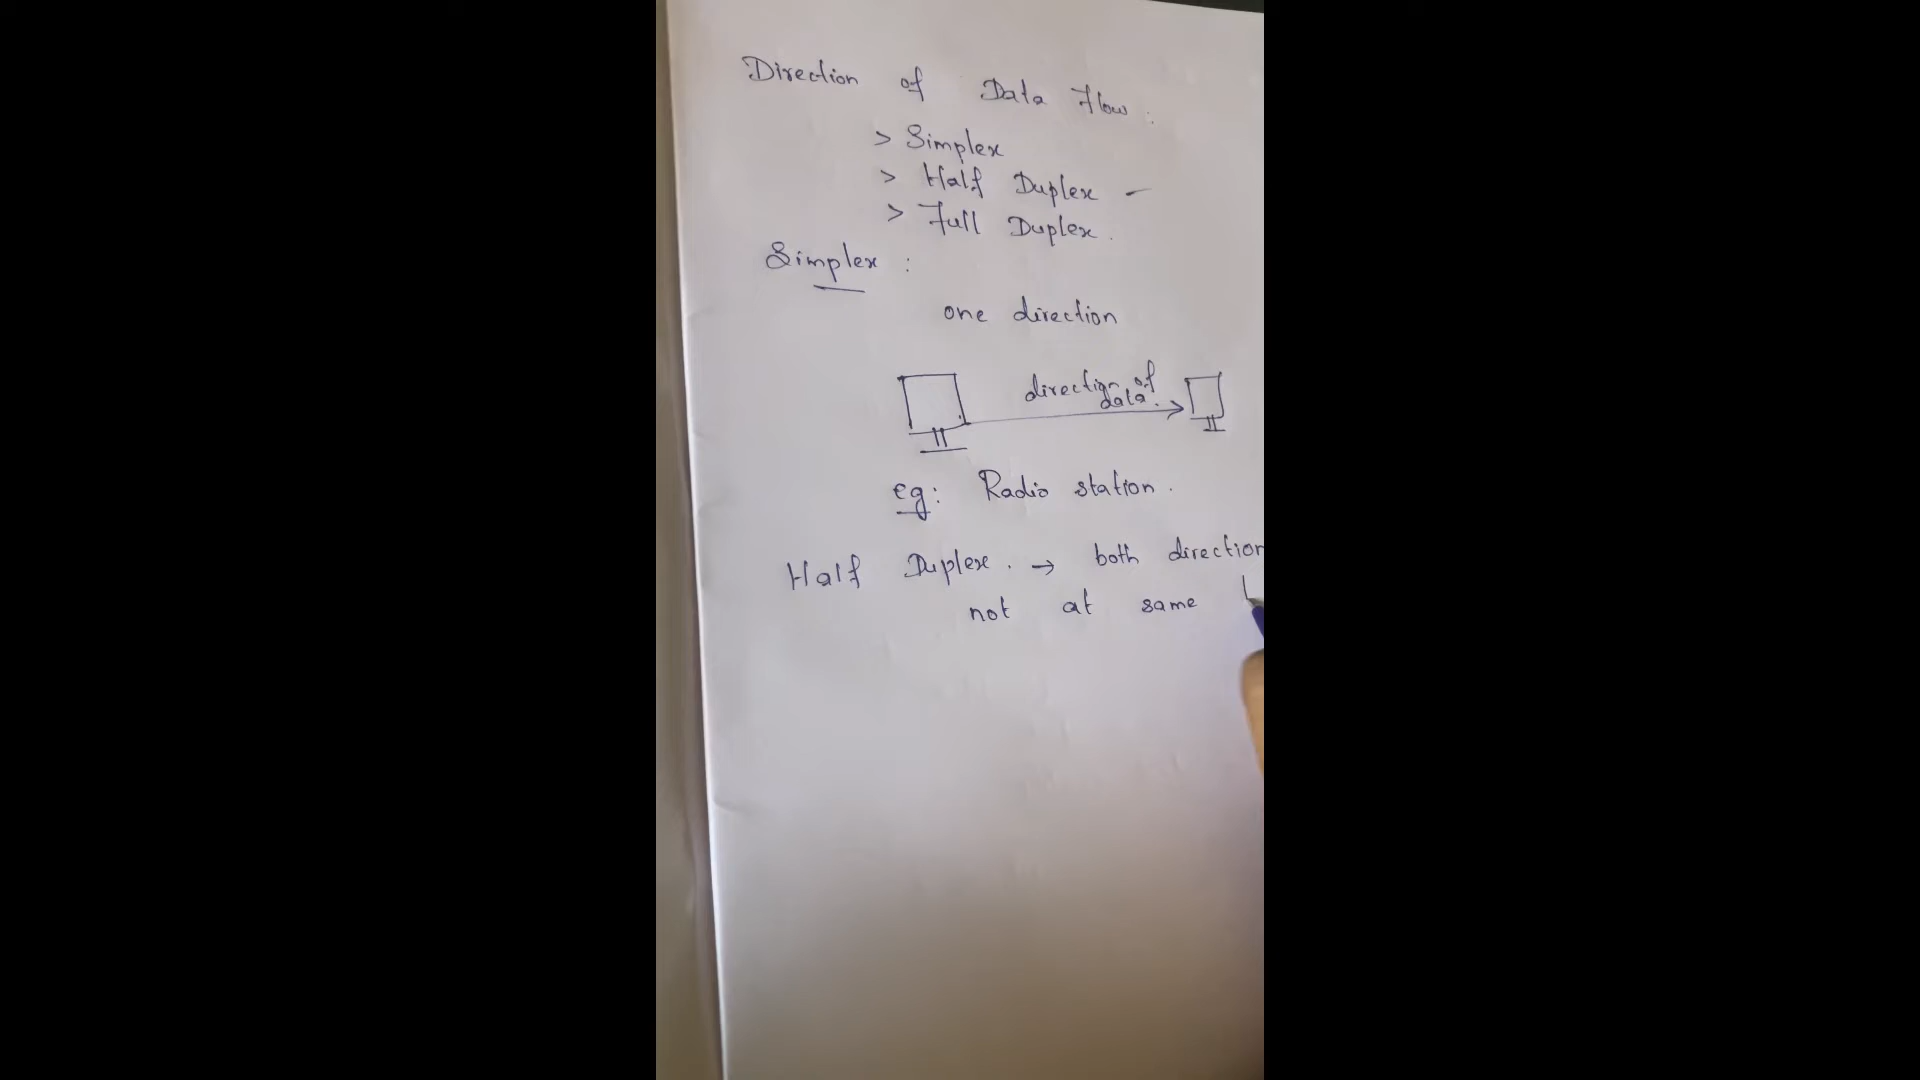 Direction of Data Flow :
> Simplex
> Half Duplex -
> Full Duplex.
Simplex :
one direction
direction of
data.
eg: Radio station.
Half Duplex. → both direction
not at same